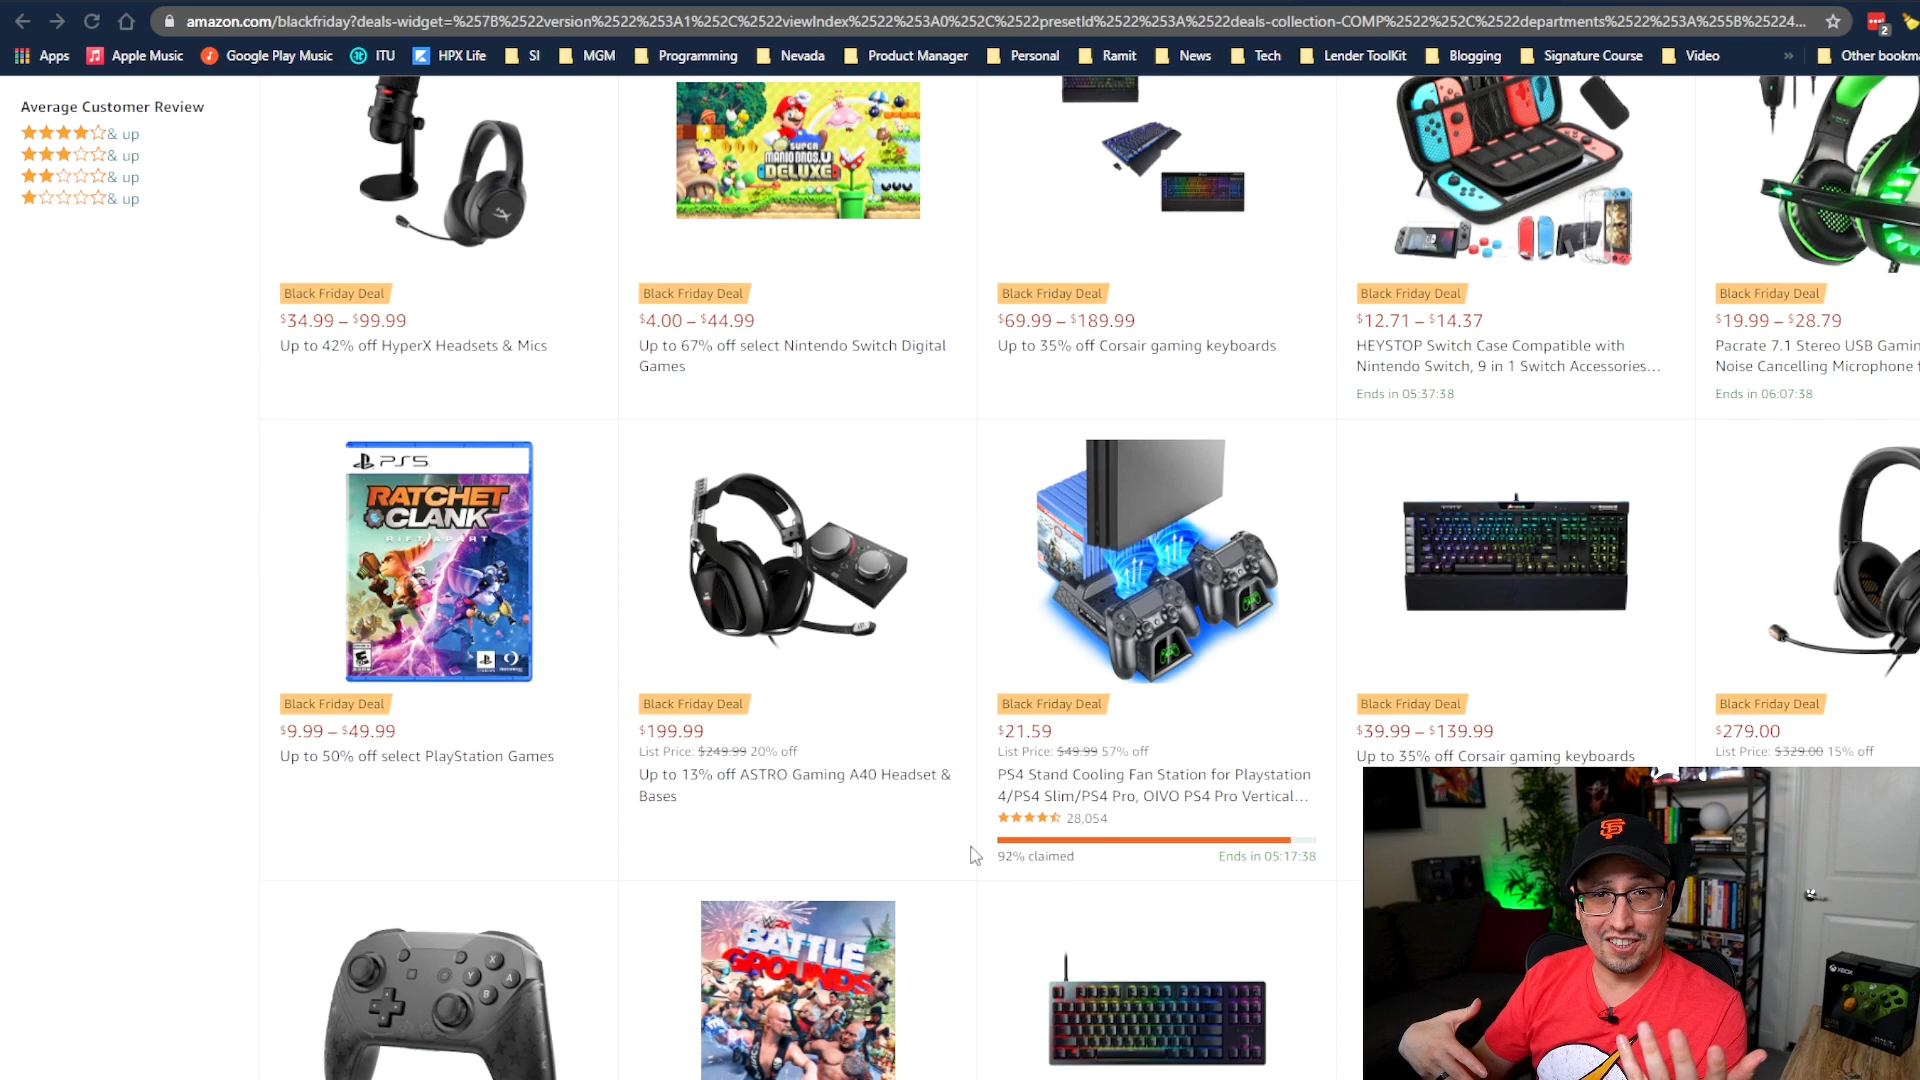 amazon.com/blackfriday?deals-widget=%257B%2522version%2522%253A1%252C%2522viewIndex%2522%253A0%252C%2522presetId%2522%253A%2522deals-collection-COMP%2522%252C%2522departments%2522%253A%255B%25224...
2
Apps Apple Music Google Play Music ITU HPX Life SI MGM Programming Nevada Product Manager Personal Ramit News Tech Lender ToolKit Blogging Signature Course Video » Other bookma
Average Customer Review
& up
& up
& up
& up
SUPER
MARIO BROS. U
DELUXE
Black Friday Deal
$34.99 – $99.99
Up to 42% off HyperX Headsets & Mics
Black Friday Deal
$4.00 – $44.99
Up to 67% off select Nintendo Switch Digital
Games
Black Friday Deal
$69.99 – $189.99
Up to 35% off Corsair gaming keyboards
Black Friday Deal
$12.71 – $14.37
HEYSTOP Switch Case Compatible with
Nintendo Switch, 9 in 1 Switch Accessories...
Ends in 05:37:38
Black Friday Deal
$19.99 – $28.79
Pacrate 7.1 Stereo USB Gamin
Noise Cancelling Microphone
Ends in 06:07:38
PS5
RATCHET
CLANK
RIFT APART
E
Black Friday Deal
$9.99 – $49.99
Up to 50% off select PlayStation Games
Black Friday Deal
$199.99
List Price: $249.99 20% off
Up to 13% off ASTRO Gaming A40 Headset &
Bases
Black Friday Deal
$21.59
List Price: $49.99 57% off
PS4 Stand Cooling Fan Station for Playstation
4/PS4 Slim/PS4 Pro, OIVO PS4 Pro Vertical...
28,054
92% claimed Ends in 05:17:38
Black Friday Deal
$39.99 – $139.99
Up to 35% off Corsair gaming keyboards
Black Friday Deal
$279.00
List Price: $329.00 15% off
X
Y A
B
2K
BATTLE
GROUNDS
SF
XBOX